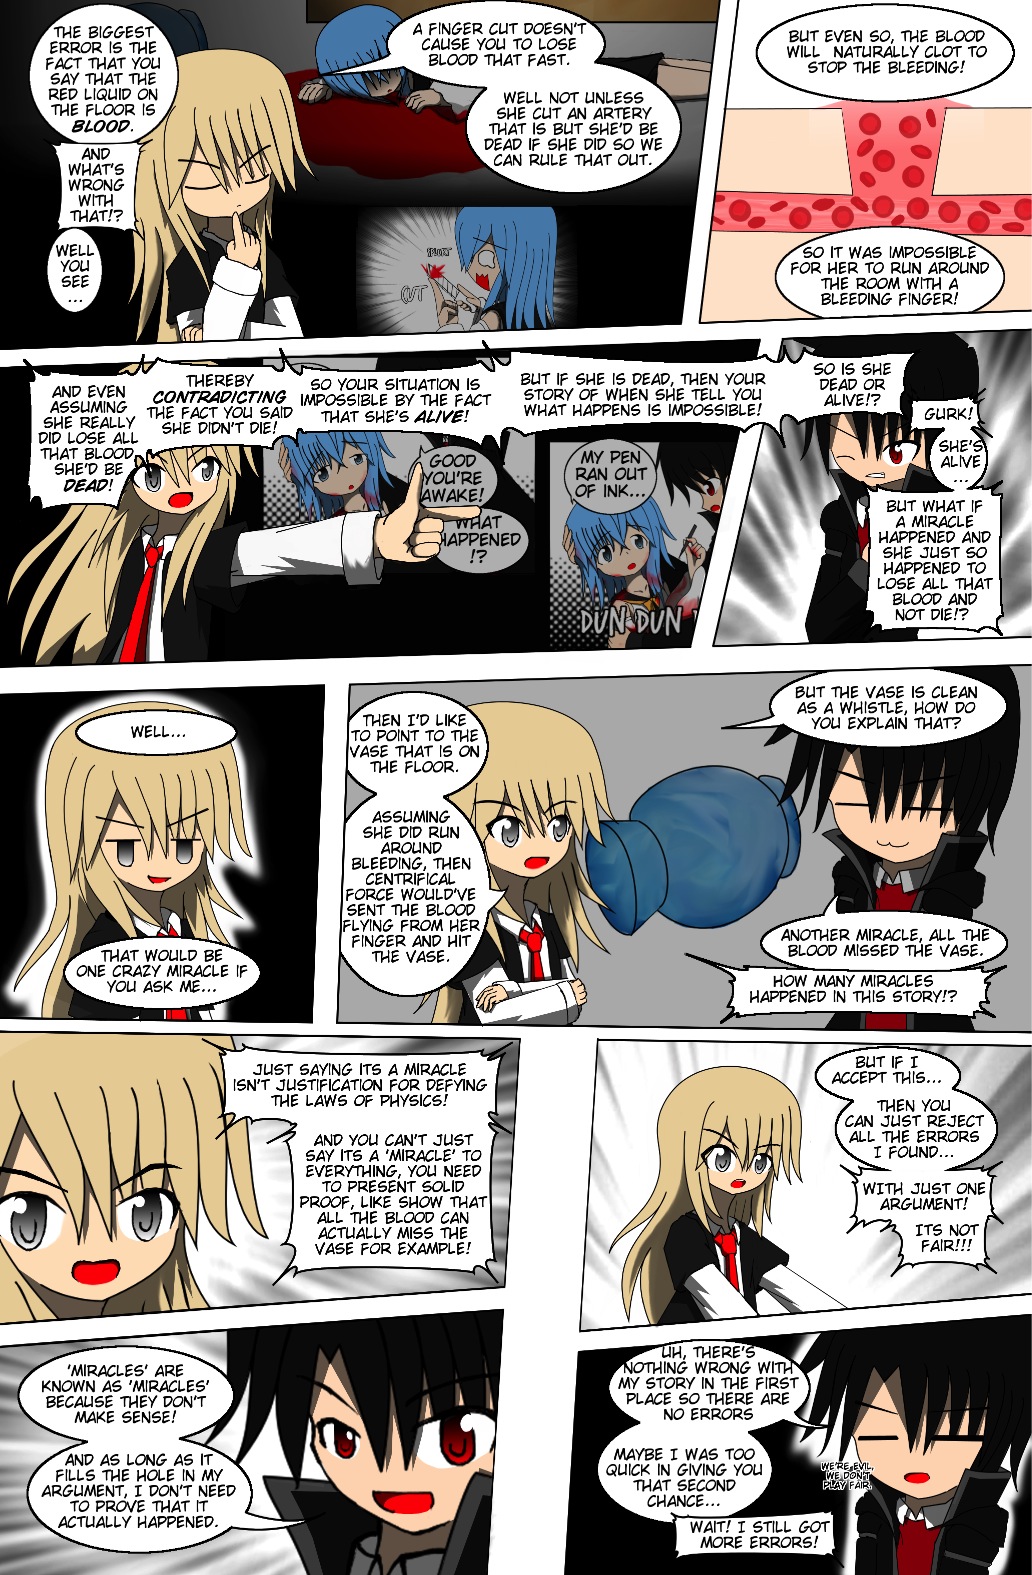 THE BIGGEST
ERROR IS THE
FACT THAT YOU
SAY THAT THE
RED LIQUID ON
THE FLOOR IS
BLOOD.
AND
WHAT'S
WRONG
WITH
THAT!?
WELL
YOU
SEE
...
A FINGER CUT DOESN'T
CAUSE YOU TO LOSE
BLOOD THAT FAST.
WELL NOT UNLESS
SHE CUT AN ARTERY
THAT IS BUT SHE'D BE
DEAD IF SHE DID SO WE
CAN RULE THAT OUT.
CUT
BUT EVEN SO, THE BLOOD
WILL NATURALLY CLOT TO
STOP THE BLEEDING!
SO IT WAS IMPOSSIBLE
FOR HER TO RUN AROUND
THE ROOM WITH A
BLEEDING FINGER!
AND EVEN
ASSUMING
SHE REALLY
DID LOSE ALL
THAT BLOOD
SHE'D BE
DEAD!
THEREBY
CONTRADICTING
THE FACT YOU SAID
SHE DIDN'T DIE!
SO YOUR SITUATION IS
IMPOSSIBLE BY THE FACT
THAT SHE'S ALIVE!
GOOD
YOU'RE
AWAKE!
WHAT
HAPPENED
!?
BUT IF SHE IS DEAD, THEN YOUR
STORY OF WHEN SHE TELL YOU
WHAT HAPPENS IS IMPOSSIBLE!
MY PEN
RAN OUT
OF INK...
DUN DUN
SO IS SHE
DEAD OR
ALIVE!?
GURK!
SHE'S
ALIVE
...
BUT WHAT IF
A MIRACLE
HAPPENED AND
SHE JUST SO
HAPPENED TO
LOSE ALL THAT
BLOOD AND
NOT DIE!?
WELL...
THAT WOULD BE
ONE CRAZY MIRACLE IF
YOU ASK ME...
THEN I'D LIKE
TO POINT TO THE
VASE THAT IS ON
THE FLOOR.
ASSUMING
SHE DID RUN
AROUND
BLEEDING, THEN
CENTRIFICAL
FORCE WOULD'VE
SENT THE BLOOD
FLYING FROM HER
FINGER AND HIT
THE VASE.
BUT THE VASE IS CLEAN
AS A WHISTLE, HOW DO
YOU EXPLAIN THAT?
ANOTHER MIRACLE, ALL THE
BLOOD MISSED THE VASE.
HOW MANY MIRACLES
HAPPENED IN THIS STORY!?
JUST SAYING ITS A MIRACLE
ISN'T JUSTIFICATION FOR DEFYING
THE LAWS OF PHYSICS!
AND YOU CAN'T JUST
SAY ITS A 'MIRACLE' TO
EVERYTHING, YOU NEED
TO PRESENT SOLID
PROOF, LIKE SHOW THAT
ALL THE BLOOD CAN
ACTUALLY MISS THE
VASE FOR EXAMPLE!
BUT IF I
ACCEPT THIS...
THEN YOU
CAN JUST REJECT
ALL THE ERRORS
I FOUND...
WITH JUST ONE
ARGUMENT!
ITS NOT
FAIR!!!
'MIRACLES' ARE
KNOWN AS 'MIRACLES'
BECAUSE THEY DON'T
MAKE SENSE!
AND AS LONG AS IT
FILLS THE HOLE IN MY
ARGUMENT, I DON'T NEED
TO PROVE THAT IT
ACTUALLY HAPPENED.
UH, THERE'S
NOTHING WRONG WITH
MY STORY IN THE FIRST
PLACE SO THERE ARE
NO ERRORS
MAYBE I WAS TOO
QUICK IN GIVING YOU
THAT SECOND
CHANCE...
WE'RE EVIL,
WE DON'T
PLAY FAIR.
WAIT! I STILL GOT
MORE ERRORS!